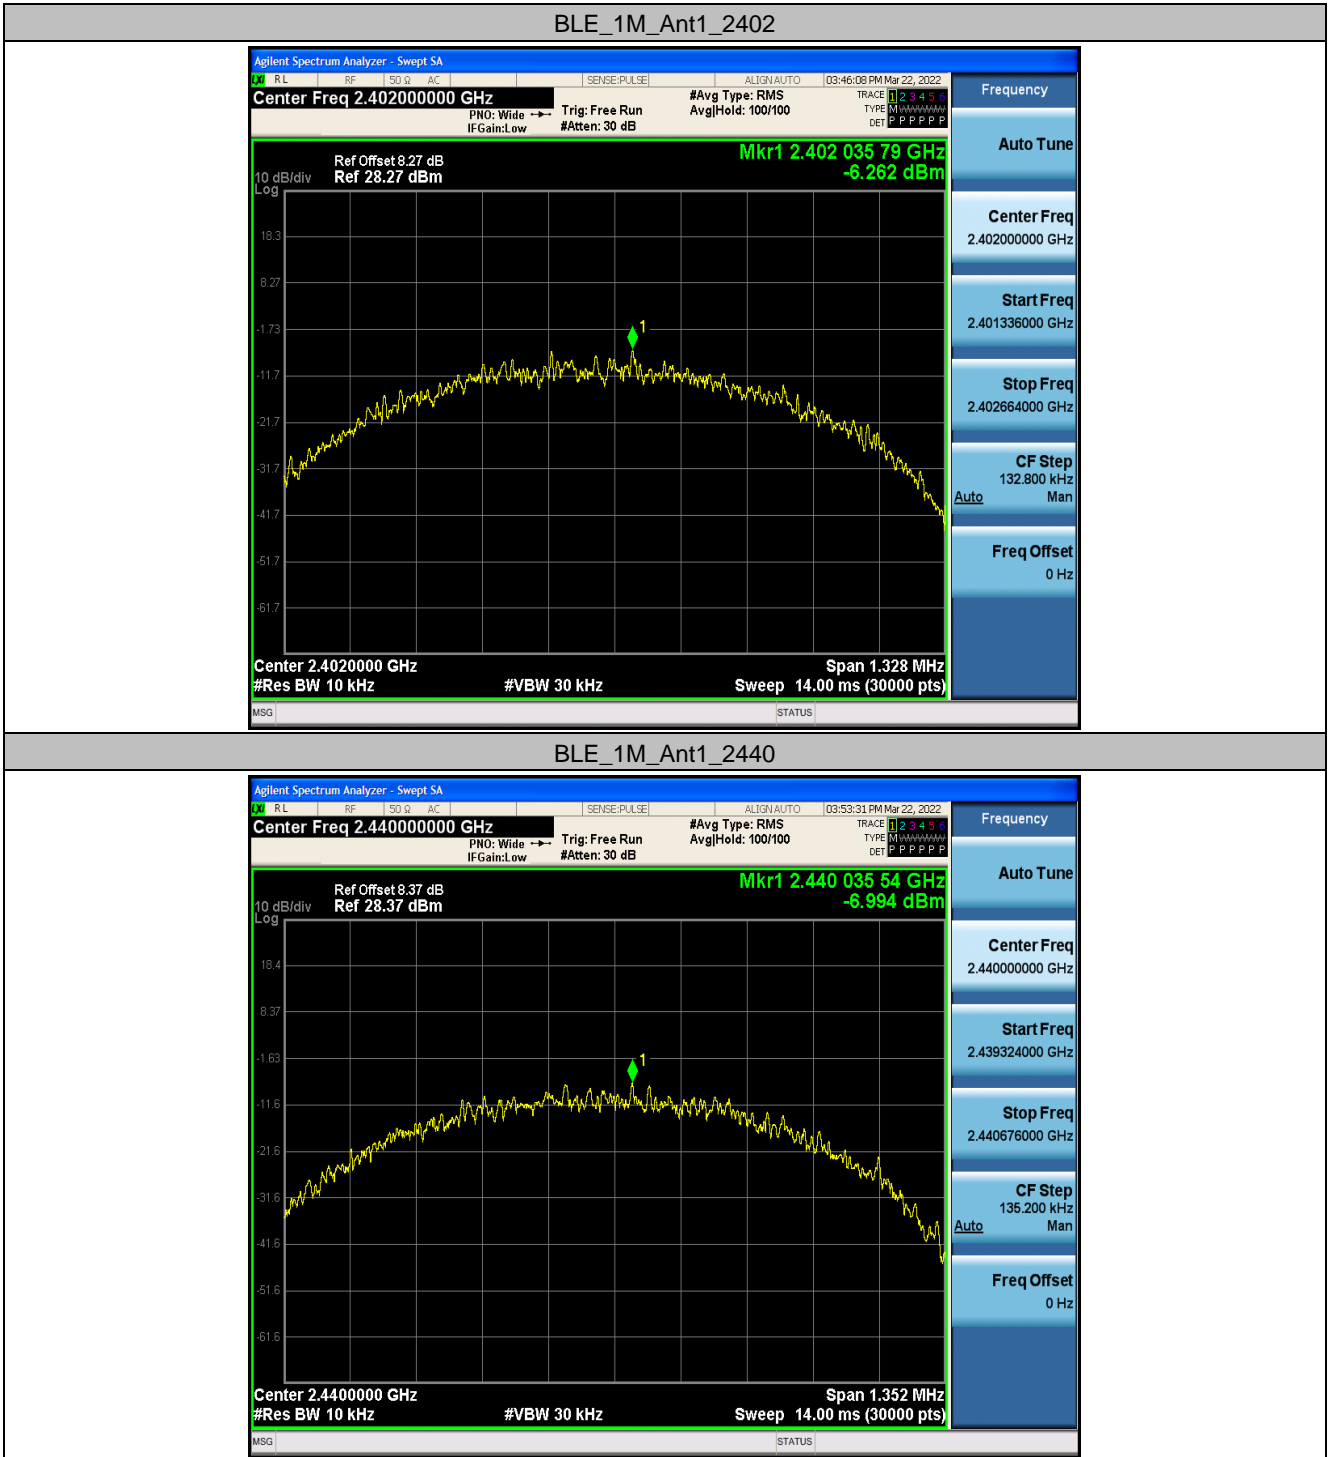 BLE_1M_Ant1_2402
Agilent Spectrum Analyzer - Swept SA
LXI RL RF 50 Ω AC SENSE:PULSE ALIGN AUTO 03:46:08 PM Mar 22, 2022
Center Freq 2.402000000 GHz
PNO: Wide
IFGain:Low
Trig: Free Run
#Atten: 30 dB
#Avg Type: RMS
Avg|Hold: 100/100
TRACE 1 2 3 4 5 6
TYPE M WWWWW
DET P P P P P P
Frequency
Mkr1 2.402 035 79 GHz
-6.262 dBm
Ref Offset 8.27 dB
10 dB/div Ref 28.27 dBm
Log
18.3
8.27
-1.73
-11.7
-21.7
-31.7
-41.7
-51.7
-61.7
1
Center 2.4020000 GHz Span 1.328 MHz
#Res BW 10 kHz #VBW 30 kHz Sweep 14.00 ms (30000 pts)
Auto Tune
Center Freq
2.402000000 GHz
Start Freq
2.401336000 GHz
Stop Freq
2.402664000 GHz
CF Step
132.800 kHz
Auto Man
Freq Offset
0 Hz
MSG STATUS
BLE_1M_Ant1_2440
Agilent Spectrum Analyzer - Swept SA
LXI RL RF 50 Ω AC SENSE:PULSE ALIGN AUTO 03:53:31 PM Mar 22, 2022
Center Freq 2.440000000 GHz
PNO: Wide
IFGain:Low
Trig: Free Run
#Atten: 30 dB
#Avg Type: RMS
Avg|Hold: 100/100
TRACE 1 2 3 4 5 6
TYPE M WWWWW
DET P P P P P P
Frequency
Mkr1 2.440 035 54 GHz
-6.994 dBm
Ref Offset 8.37 dB
10 dB/div Ref 28.37 dBm
Log
18.4
8.37
-1.63
-11.6
-21.6
-31.6
-41.6
-51.6
-61.6
1
Center 2.4400000 GHz Span 1.352 MHz
#Res BW 10 kHz #VBW 30 kHz Sweep 14.00 ms (30000 pts)
Auto Tune
Center Freq
2.440000000 GHz
Start Freq
2.439324000 GHz
Stop Freq
2.440676000 GHz
CF Step
135.200 kHz
Auto Man
Freq Offset
0 Hz
MSG STATUS